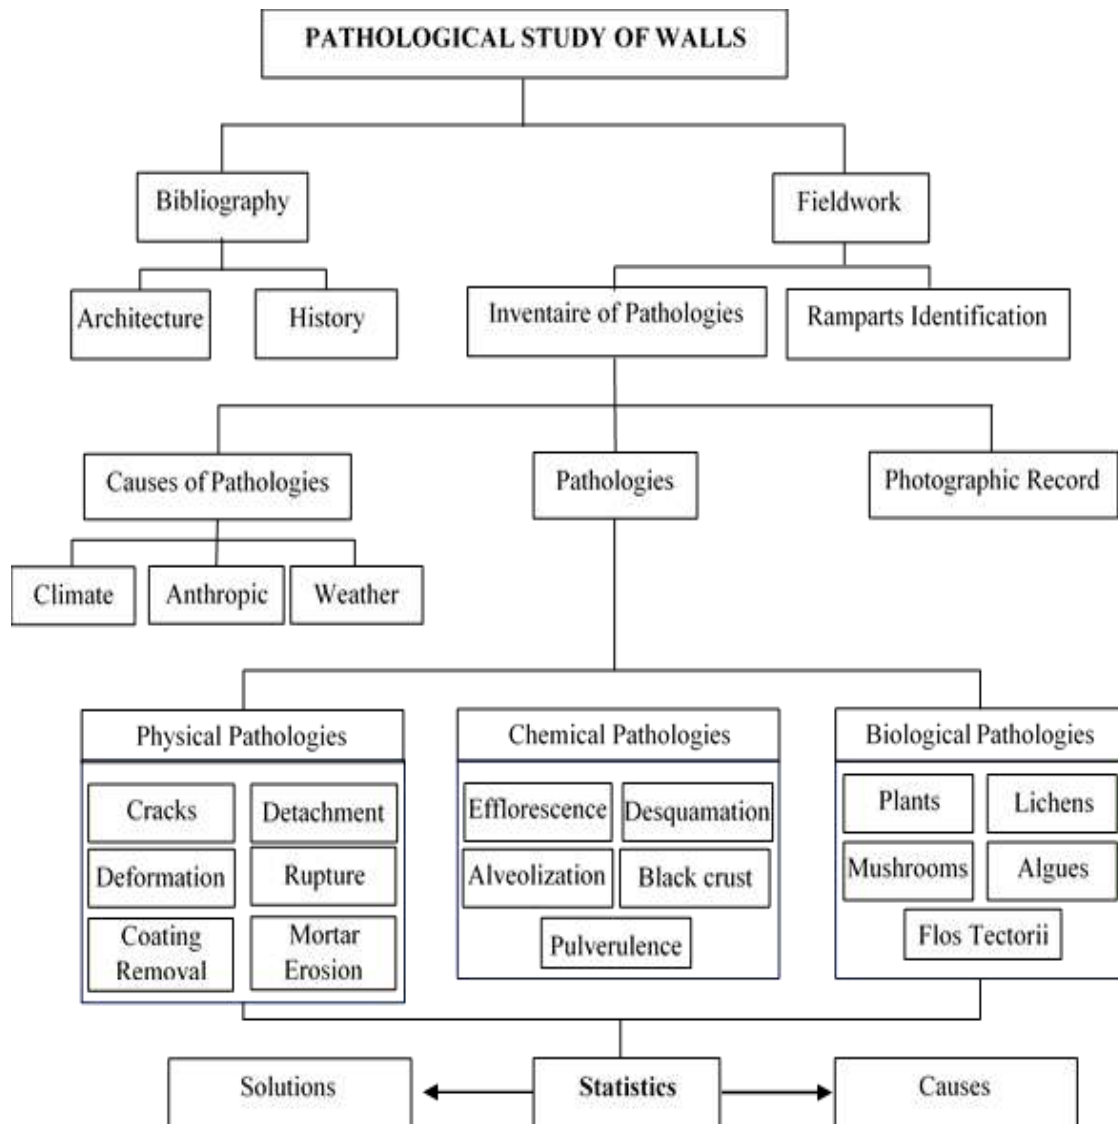 PATHOLOGICAL STUDY OF WALLS
Bibliography
Fieldwork
Architecture
History
Inventaire of Pathologies
Ramparts Identification
Causes of Pathologies
Pathologies
Photographic Record
Climate
Anthropic
Weather
Physical Pathologies
Chemical Pathologies
Biological Pathologies
Cracks
Detachment
Deformation
Rupture
Coating
Removal
Mortar
Erosion
Efflorescence
Desquamation
Alveolization
Black crust
Pulverulence
Plants
Lichens
Mushrooms
Algues
Flos Tectorii
Solutions
Statistics
Causes